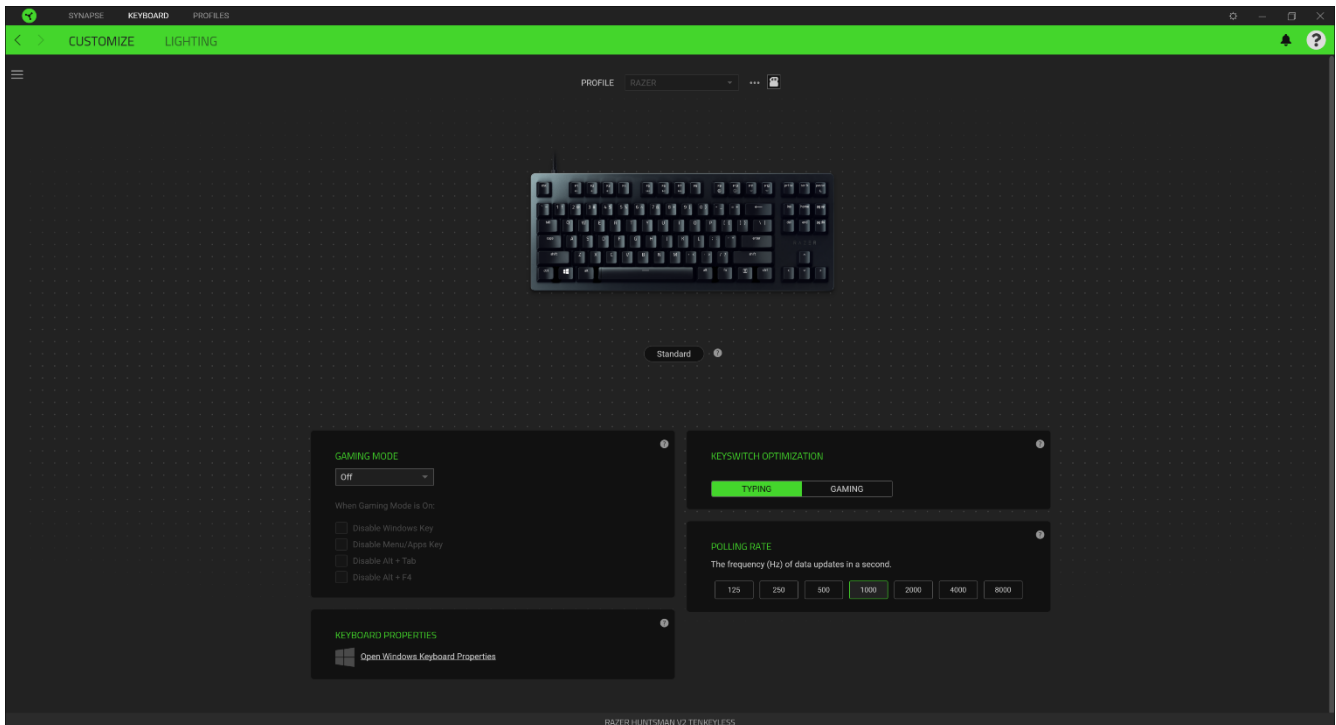 SYNAPSE KEYBOARD PROFILES
CUSTOMIZE LIGHTING
PROFILE RAZER
Standard
GAMING MODE
Off
When Gaming Mode is On:
Disable Windows Key
Disable Menu/Apps Key
Disable Alt + Tab
Disable Alt + F4
KEYBOARD PROPERTIES
Open Windows Keyboard Properties
KEYSWITCH OPTIMIZATION
TYPING GAMING
POLLING RATE
The frequency (Hz) of data updates in a second.
125 250 500 1000 2000 4000 8000
RAZER HUNTSMAN V2 TENKEYLESS